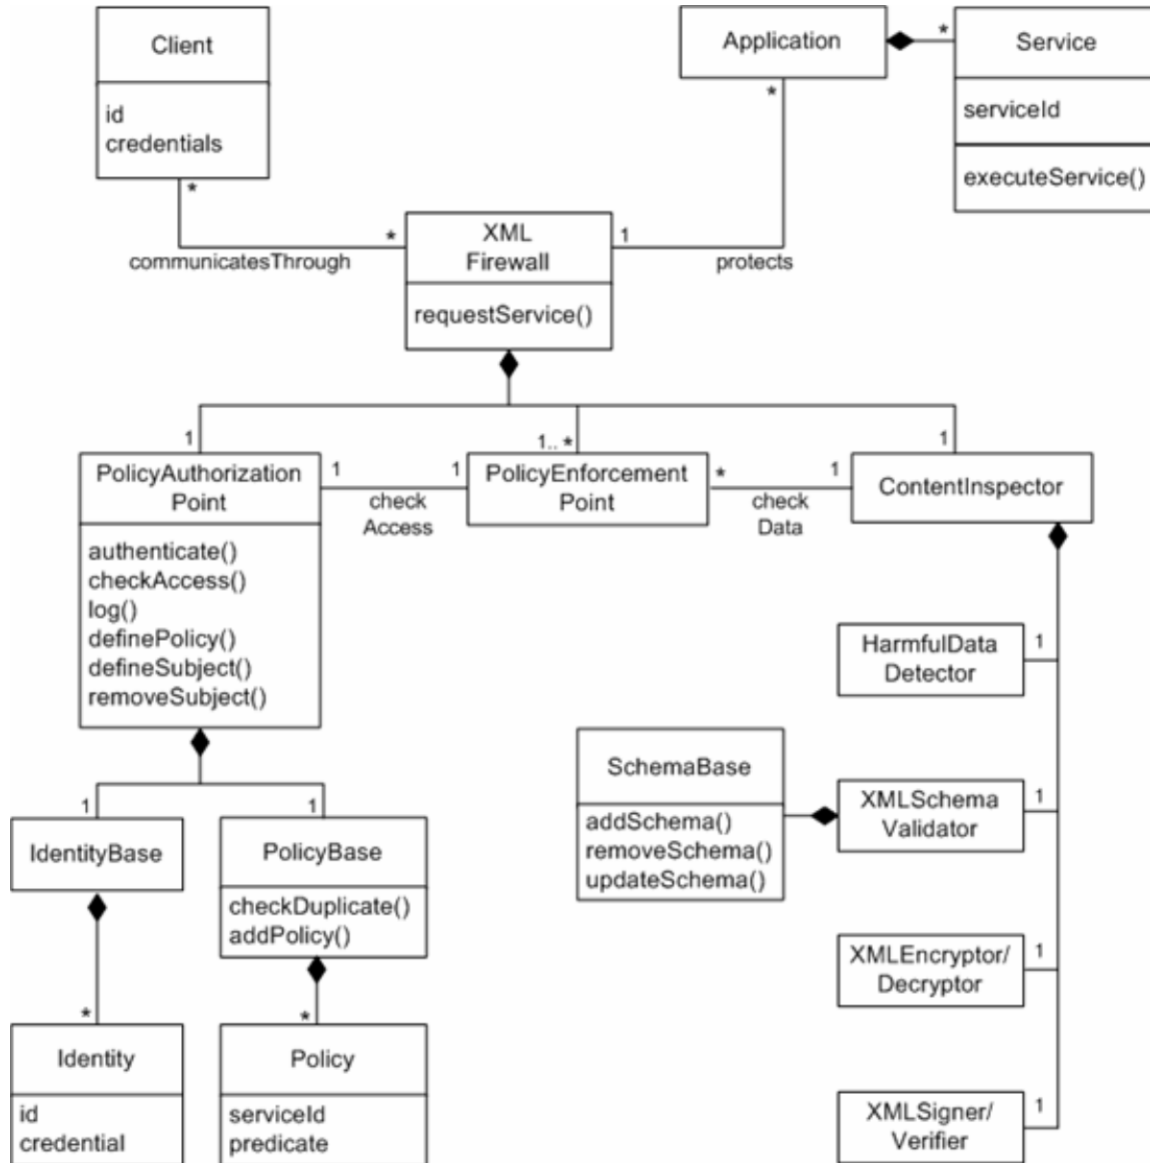 Client
id
credentials
Application
Service
serviceId
executeService()
*
*
*
*
communicatesThrough
XML
Firewall
requestService()
1
protects
1
1.. *
1
PolicyAuthorization
Point
authenticate()
checkAccess()
log()
definePolicy()
defineSubject()
removeSubject()
1
1
check
Access
PolicyEnforcement
Point
*
1
check
Data
ContentInspector
HarmfulData
Detector
1
SchemaBase
addSchema()
removeSchema()
updateSchema()
XMLSchema
Validator
1
XMLEncryptor/
Decryptor
1
XMLSigner/
Verifier
1
1
1
IdentityBase
PolicyBase
checkDuplicate()
addPolicy()
*
*
Identity
id
credential
Policy
serviceId
predicate